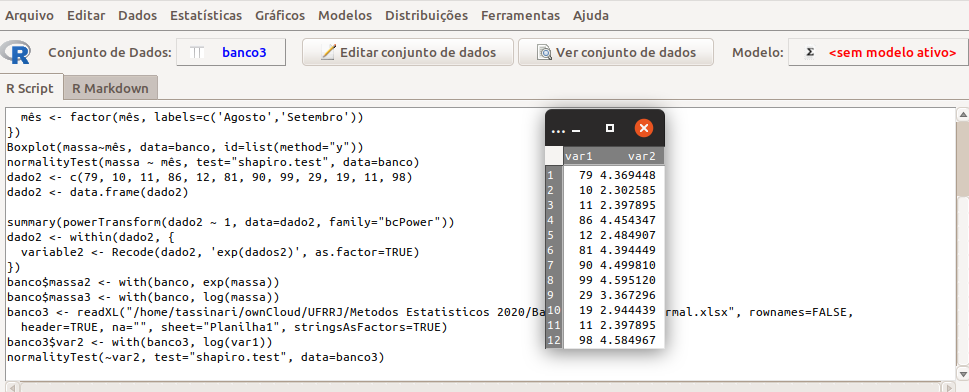 Arquivo Editar Dados Estatísticas Gráficos Modelos Distribuições Ferramentas Ajuda
R Conjunto de Dados: banco3 Editar conjunto de dados Ver conjunto de dados Modelo: Σ <sem modelo ativo>
R Script R Markdown
mês <- factor(mês, labels=c('Agosto','Setembro'))
})
Boxplot(massa~mês, data=banco, id=list(method="y"))
normalityTest(massa ~ mês, test="shapiro.test", data=banco)
dado2 <- c(79, 10, 11, 86, 12, 81, 90, 99, 29, 19, 11, 98)
dado2 <- data.frame(dado2)
summary(powerTransform(dado2 ~ 1, data=dado2, family="bcPower"))
dado2 <- within(dado2, {
variable2 <- Recode(dado2, 'exp(dados2)', as.factor=TRUE)
})
banco$massa2 <- with(banco, exp(massa))
banco$massa3 <- with(banco, log(massa))
banco3 <- readXL("/home/tassinari/ownCloud/UFRRJ/Metodos Estatisticos 2020/Ba rmal.xlsx", rownames=FALSE,
header=TRUE, na="", sheet="Planilha1", stringsAsFactors=TRUE)
banco3$var2 <- with(banco3, log(var1))
normalityTest(~var2, test="shapiro.test", data=banco3)
...
var1 var2
1 79 4.369448
2 10 2.302585
3 11 2.397895
4 86 4.454347
5 12 2.484907
6 81 4.394449
7 90 4.499810
8 99 4.595120
9 29 3.367296
10 19 2.944439
11 11 2.397895
12 98 4.584967